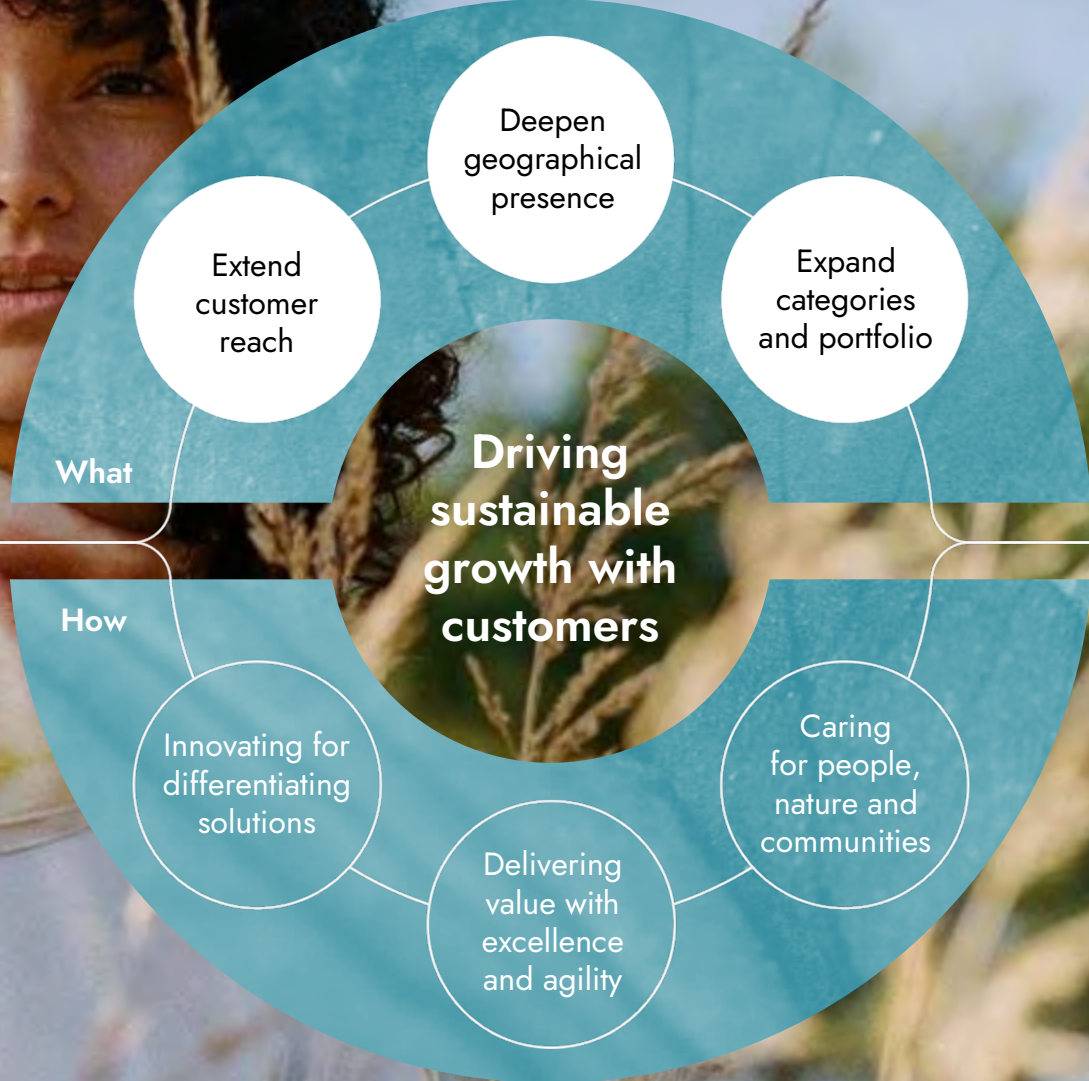 Deepen
geographical
presence
Extend
customer
reach
Expand
categories
and portfolio
What
Driving
sustainable
growth with
customers
How
Innovating for
differentiating
solutions
Caring
for people,
nature and
communities
Delivering
value with
excellence
and agility